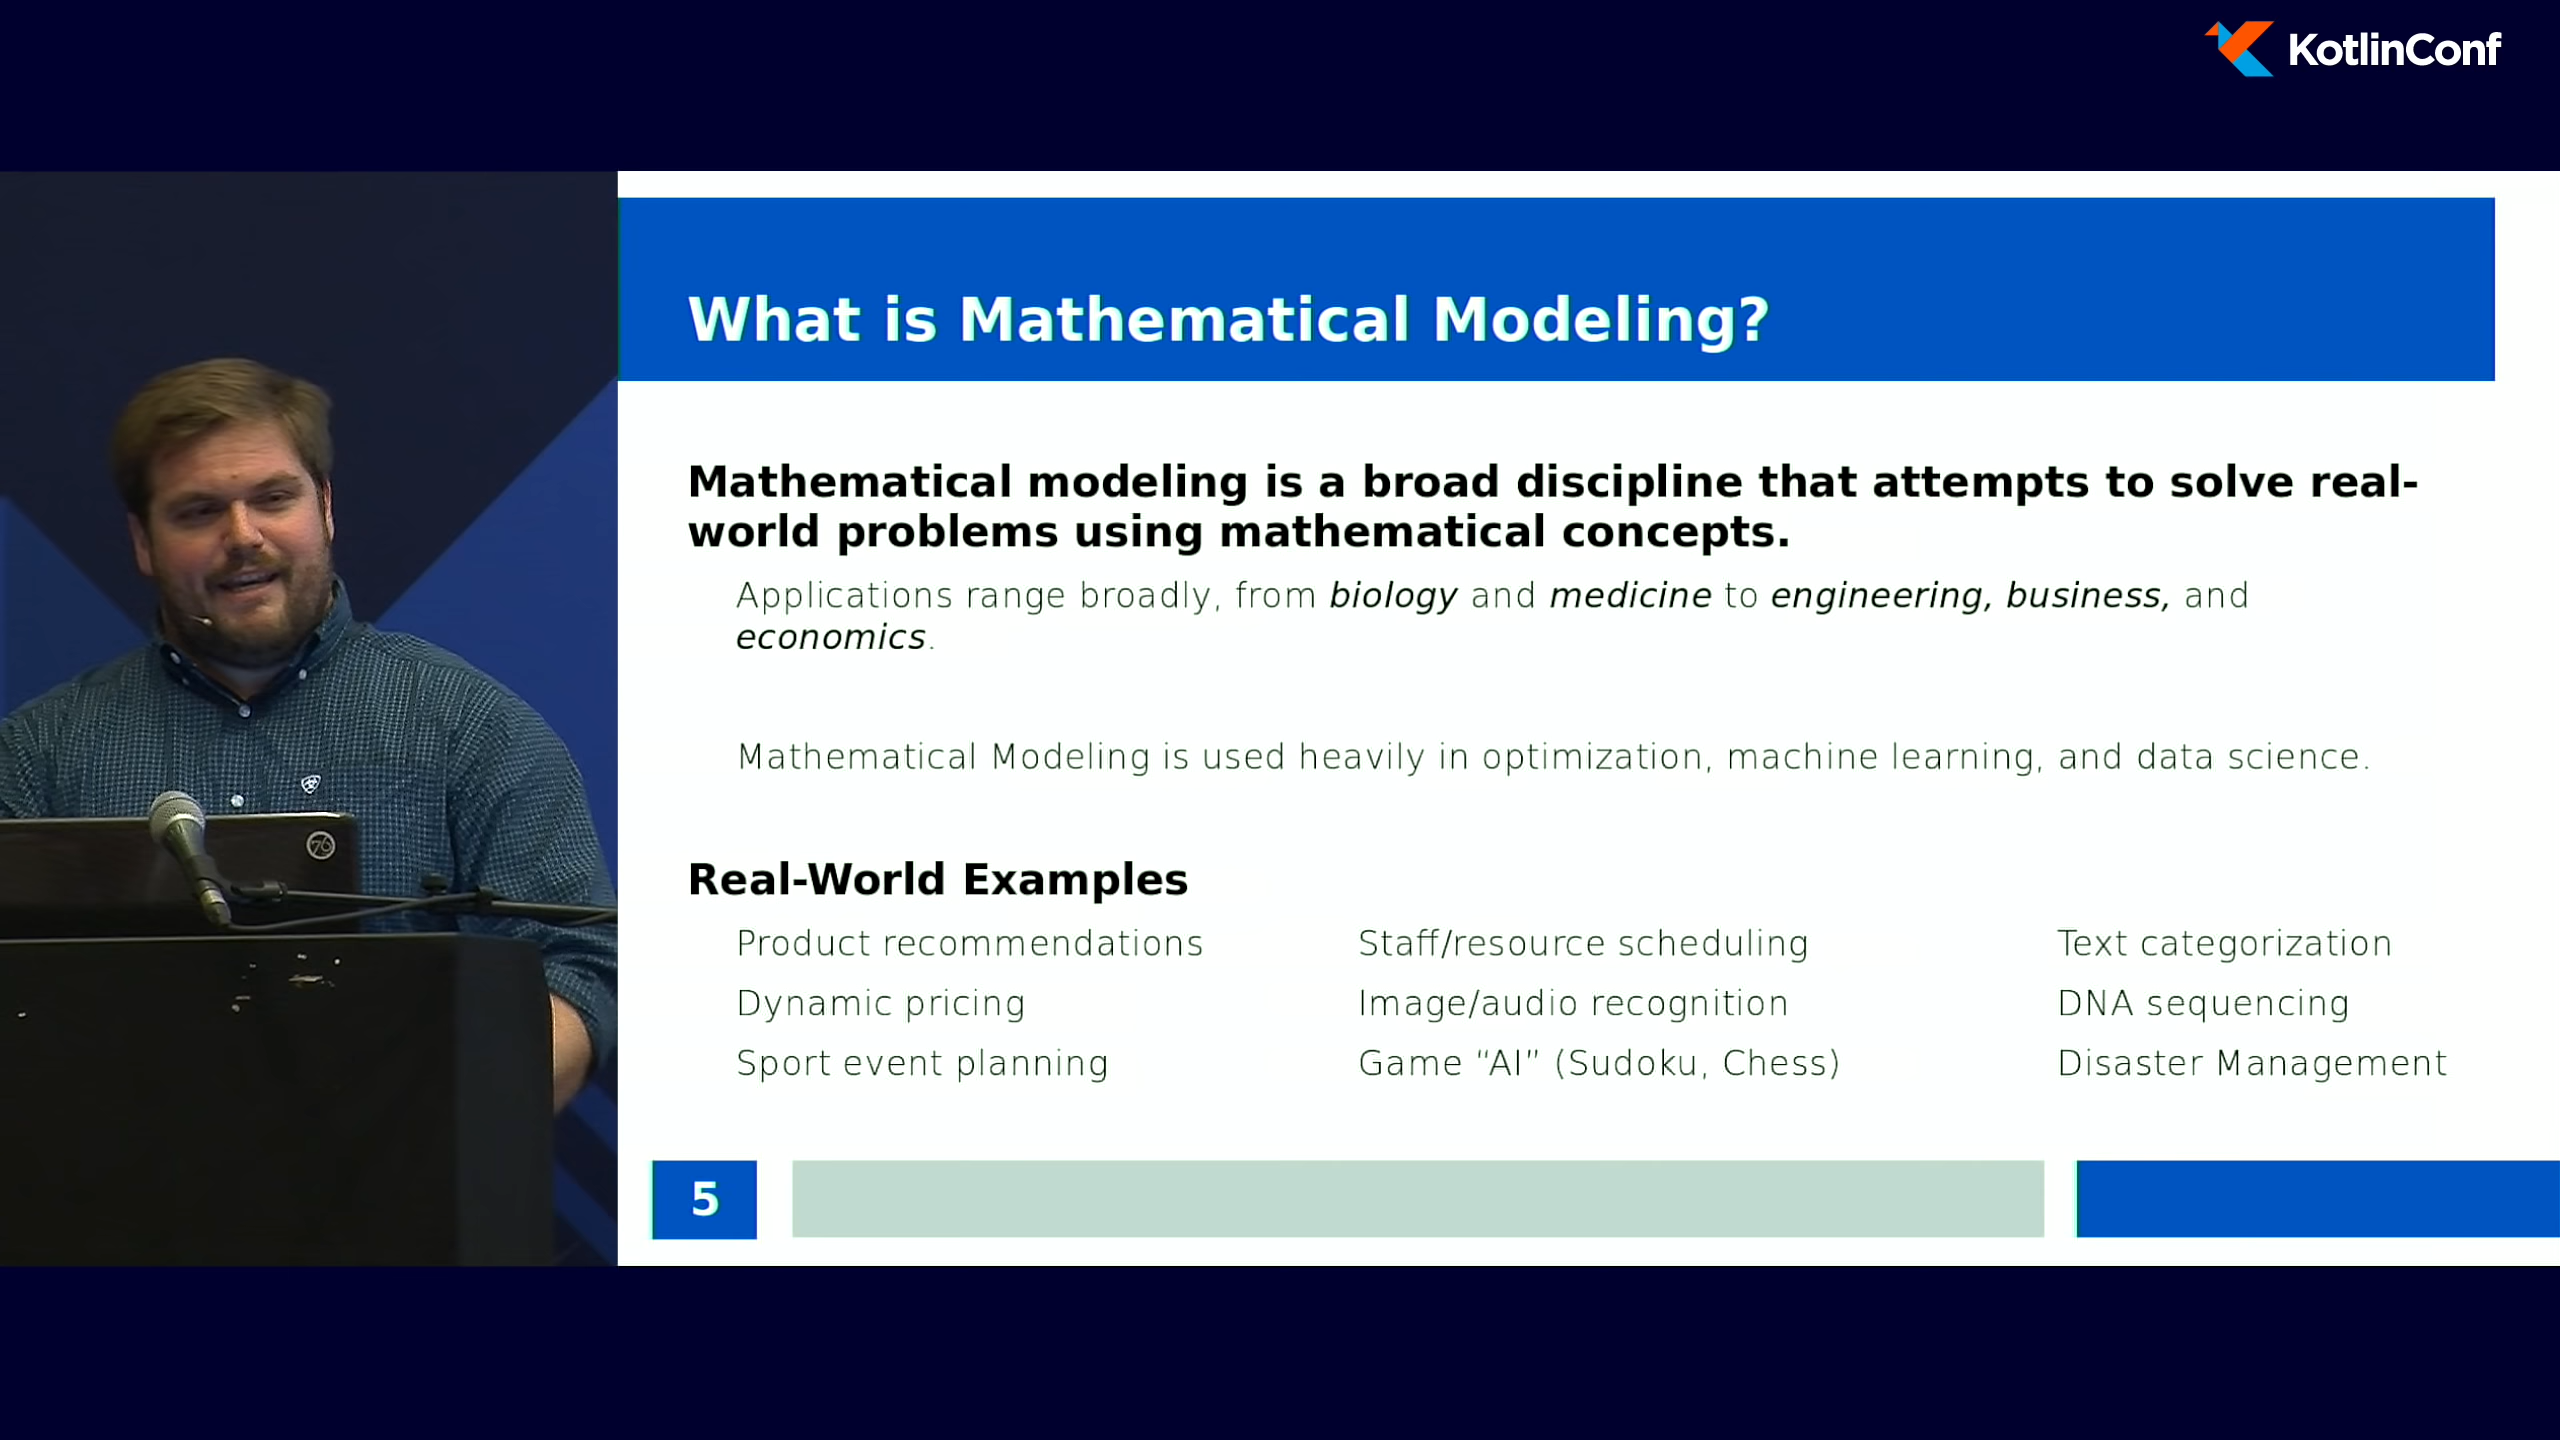 KotlinConf
What is Mathematical Modeling?
Mathematical modeling is a broad discipline that attempts to solve real-
world problems using mathematical concepts.
Applications range broadly, from biology and medicine to engineering, business, and
economics.
Mathematical Modeling is used heavily in optimization, machine learning, and data science.
Real-World Examples
Product recommendations
Dynamic pricing
Sport event planning
Staff/resource scheduling
Image/audio recognition
Game “AI” (Sudoku, Chess)
Text categorization
DNA sequencing
Disaster Management
5
76